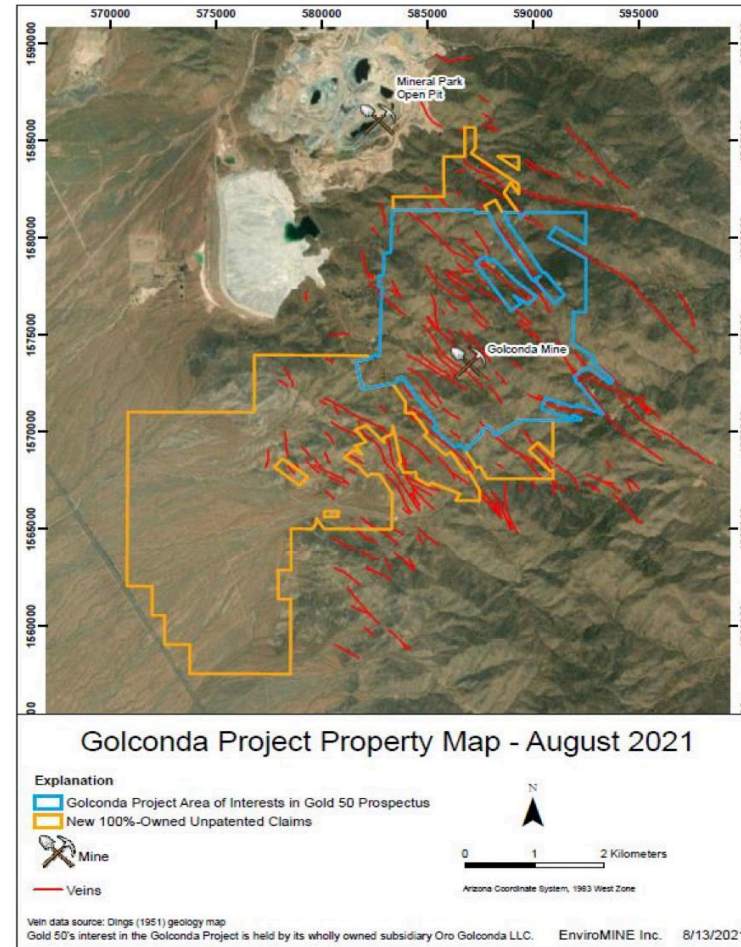 570000 575000 580000 585000 590000 595000
1590000
1585000
1580000
1575000
1570000
1565000
1560000
Mineral Park
Open Pit
Golconda Mine
Golconda Project Property Map - August 2021
Explanation
Golconda Project Area of Interests in Gold 50 Prospectus
New 100%-Owned Unpatented Claims
Mine
Veins
N
0 1 2 Kilometers
Arizona Coordinate System, 1983 West Zone
Vein data source: Dings (1951) geology map
Gold 50's interest in the Golconda Project is held by its wholly owned subsidiary Oro Golconda LLC. EnviroMINE Inc. 8/13/2021